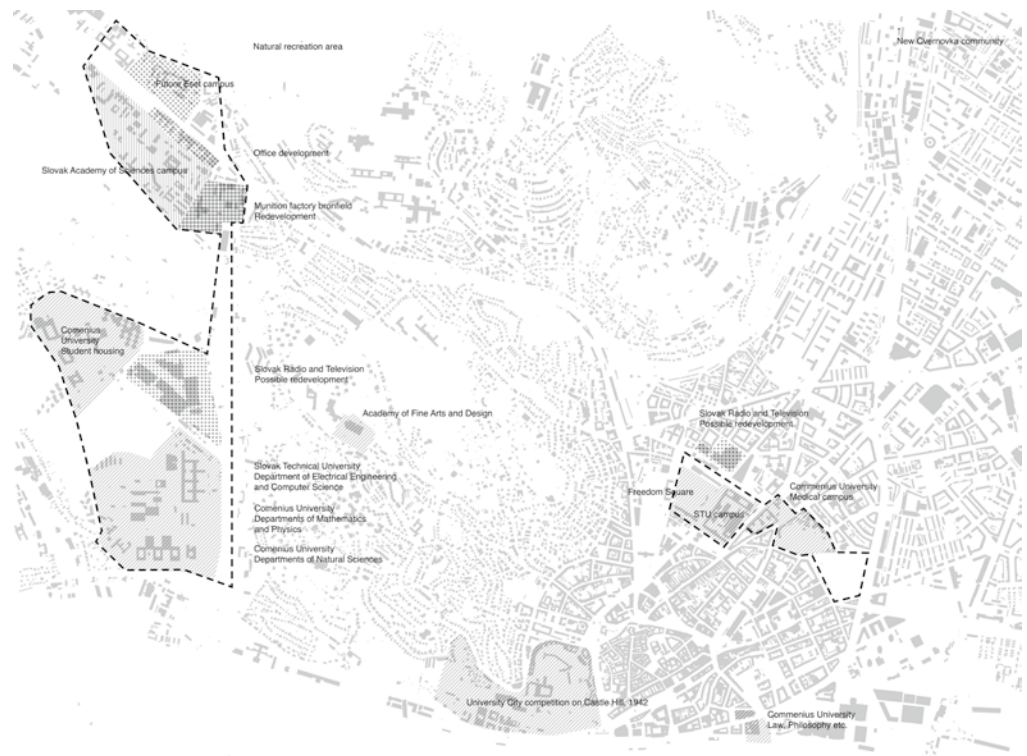 Natural recreation area
New Cvernovka community
Future Eset campus
Office development
Slovak Academy of Sciences campus
Munition factory bronfield
Redevelopment
Comenius
University
Student housing
Slovak Radio and Television
Possible redevelopment
Academy of Fine Arts and Design
Slovak Radio and Television
Possible redevelopment
Slovak Technical University
Department of Electrical Engineering
and Computer Science
Freedom Square
Commenius University
Medical campus
STU campus
Comenius University
Departments of Mathematics
and Physics
Comenius University
Departments of Natural Sciences
University City competition on Castle Hill, 1942
Commenius University
Law, Philosophy etc.